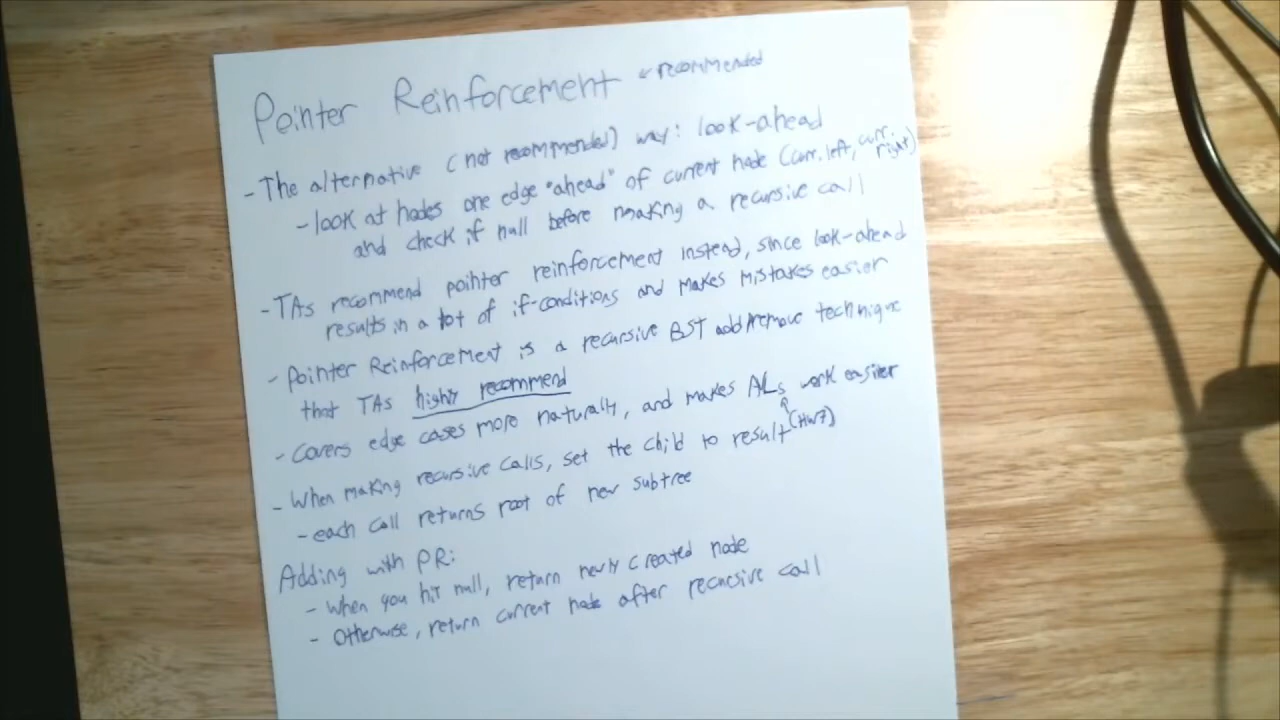 Pointer Reinforcement ← recommended
- The alternative (not recommended) way: look-ahead
- look at nodes one edge "ahead" of current node (curr.left, curr.right)
and check if null before making a recursive call
- TAs recommend pointer reinforcement instead, since look-ahead
results in a lot of if-conditions and makes mistakes easier
- Pointer Reinforcement is a recursive BST add/remove technique
that TAs highly recommend
- Covers edge cases more naturally, and makes AVLs work easier
↑ (HW7)
- When making recursive calls, set the child to result
- each call returns root of new subtree
Adding with PR:
- When you hit null, return newly created node
- Otherwise, return current node after recursive call